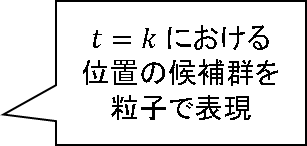 t = k における
位置の候補群を
粒子で表現